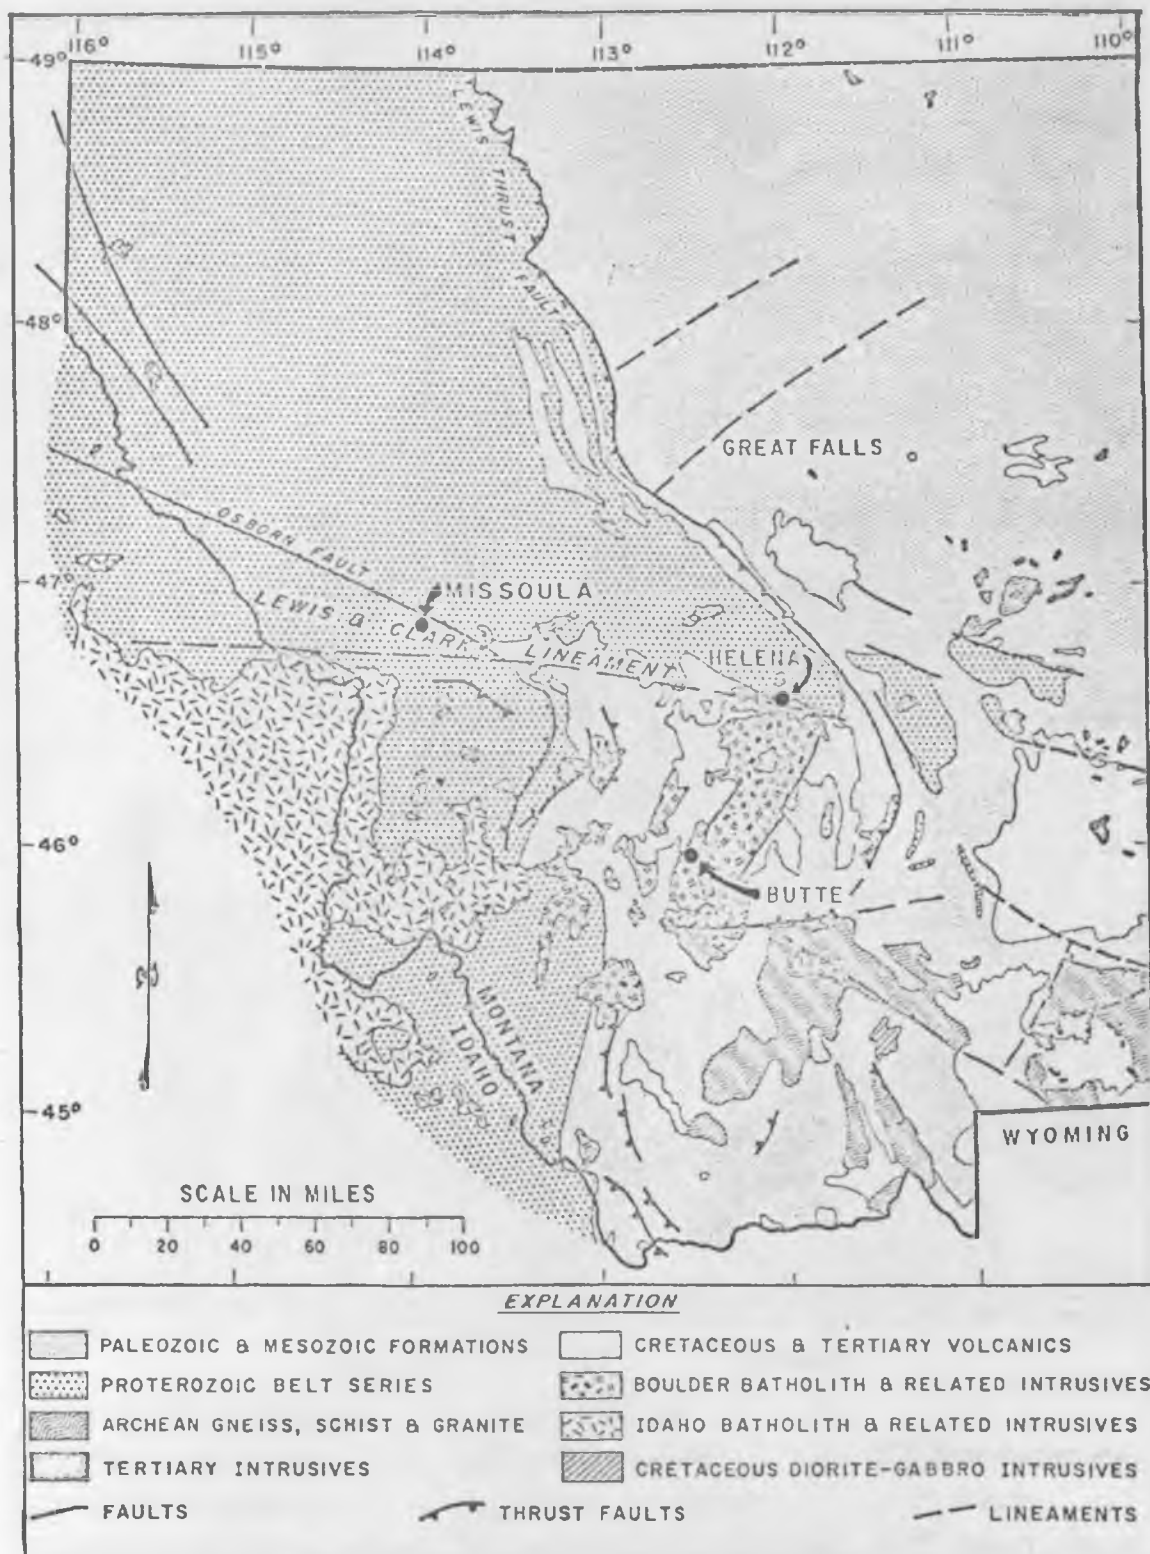 116° 115° 114° 113° 112° 111° 110°
49°
LEWIS THRUST FAULT
48°
GREAT FALLS
OSBORN FAULT
47°
MISSOULA
LEWIS & CLARK LINEAMENT
HELENA
46°
BUTTE
MONTANA
IDAHO
45°
WYOMING
SCALE IN MILES
0 20 40 60 80 100
EXPLANATION
PALEOZOIC & MESOZOIC FORMATIONS
CRETACEOUS & TERTIARY VOLCANICS
PROTEROZOIC BELT SERIES
BOULDER BATHOLITH & RELATED INTRUSIVES
ARCHEAN GNEISS, SCHIST & GRANITE
IDAHO BATHOLITH & RELATED INTRUSIVES
TERTIARY INTRUSIVES
CRETACEOUS DIORITE-GABBRO INTRUSIVES
FAULTS
THRUST FAULTS
LINEAMENTS